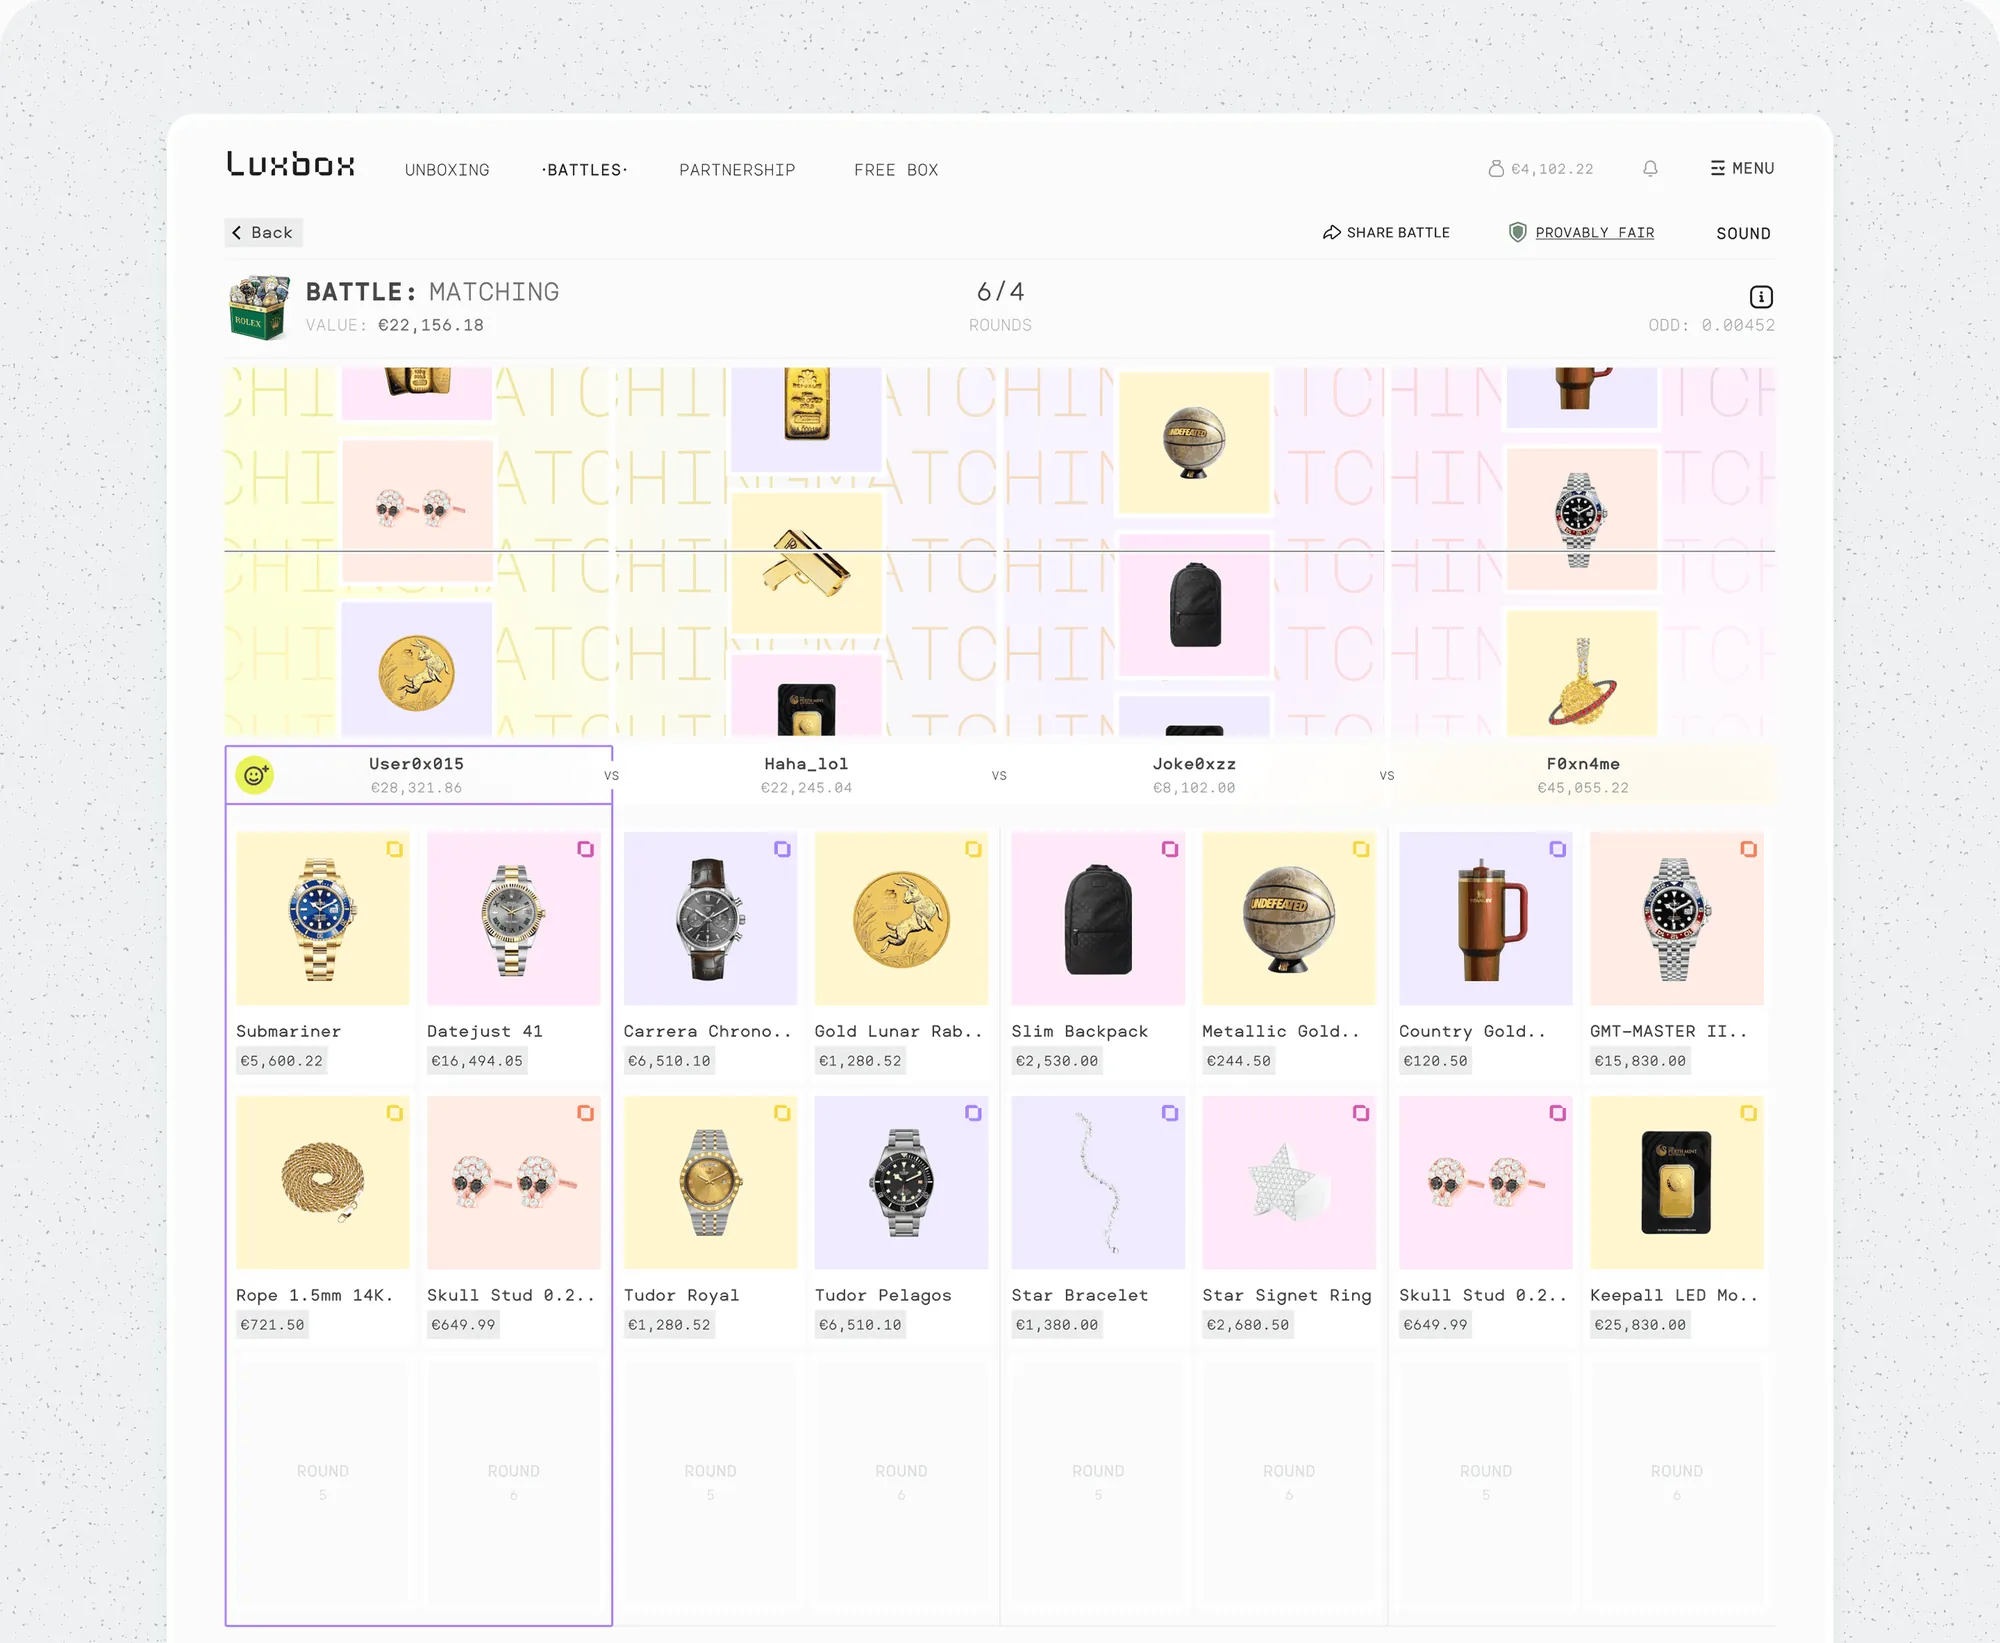 Luxbox
UNBOXING
·BATTLES·
PARTNERSHIP
FREE BOX
€4,102.22
MENU
Back
SHARE BATTLE
PROVABLY FAIR
SOUND
ROLEX
BATTLE: MATCHING
VALUE: €22,156.18
6/4
ROUNDS
ODD: 0.00452
UNDEFEATED
User0x015
€28,321.86
VS
Haha_lol
€22,245.04
VS
Joke0xzz
€8,102.00
VS
F0xn4me
€45,055.22
UNDEFEATED
Submariner
€5,600.22
Datejust 41
€16,494.05
Carrera Chrono..
€6,510.10
Gold Lunar Rab..
€1,280.52
Slim Backpack
€2,530.00
Metallic Gold..
€244.50
Country Gold..
€120.50
GMT-MASTER II..
€15,830.00
Rope 1.5mm 14K.
€721.50
Skull Stud 0.2..
€649.99
Tudor Royal
€1,280.52
Tudor Pelagos
€6,510.10
Star Bracelet
€1,380.00
Star Signet Ring
€2,680.50
Skull Stud 0.2..
€649.99
Keepall LED Mo..
€25,830.00
ROUND
5
ROUND
6
ROUND
5
ROUND
6
ROUND
5
ROUND
6
ROUND
5
ROUND
6